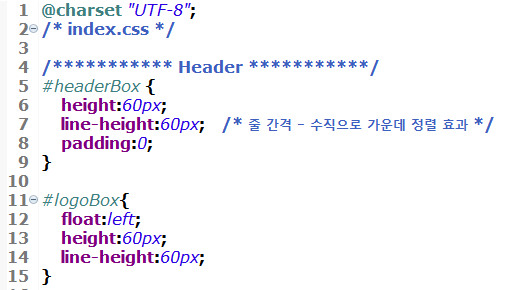 1 @charset "UTF-8";
2 /* index.css */
3
4 /*********** Header ***********/
5 #headerBox {
6 height:60px;
7 line-height:60px; /* 줄 간격 - 수직으로 가운데 정렬 효과 */
8 padding:0;
9 }
10
11 #logoBox{
12 float:left;
13 height:60px;
14 line-height:60px;
15 }